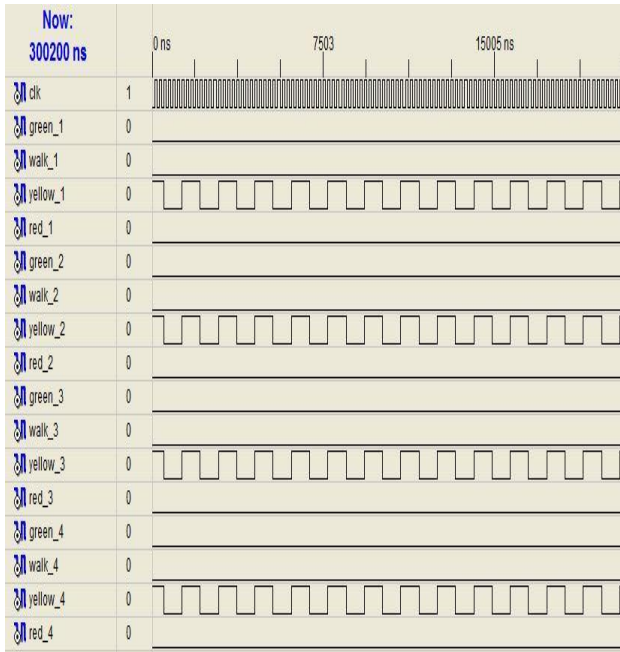 Now:
300200 ns
0 ns 7503 15005 ns
clk 1
green_1 0
walk_1 0
yellow_1 0
red_1 0
green_2 0
walk_2 0
yellow_2 0
red_2 0
green_3 0
walk_3 0
yellow_3 0
red_3 0
green_4 0
walk_4 0
yellow_4 0
red_4 0